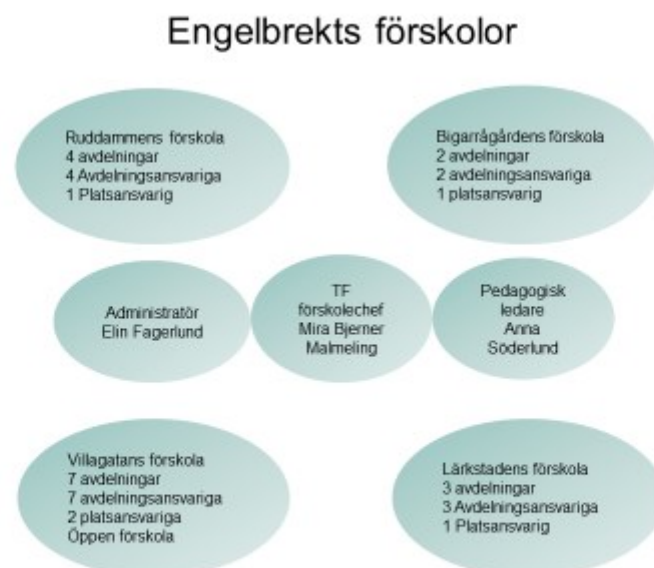 Engelbrekts förskolor
Ruddammens förskola
4 avdelningar
4 Avdelningsansvariga
1 Platsansvarig
Bigarrågårdens förskola
2 avdelningar
2 avdelningsansvariga
1 platsansvarig
Administratör
Elin Fagerlund
TF
förskolechef
Mira Bjerner
Malmeling
Pedagogisk
ledare
Anna
Söderlund
Villagatans förskola
7 avdelningar
7 avdelningsansvariga
2 platsansvariga
Öppen förskola
Lärkstadens förskola
3 avdelningar
3 Avdelningsansvariga
1 Platsansvarig